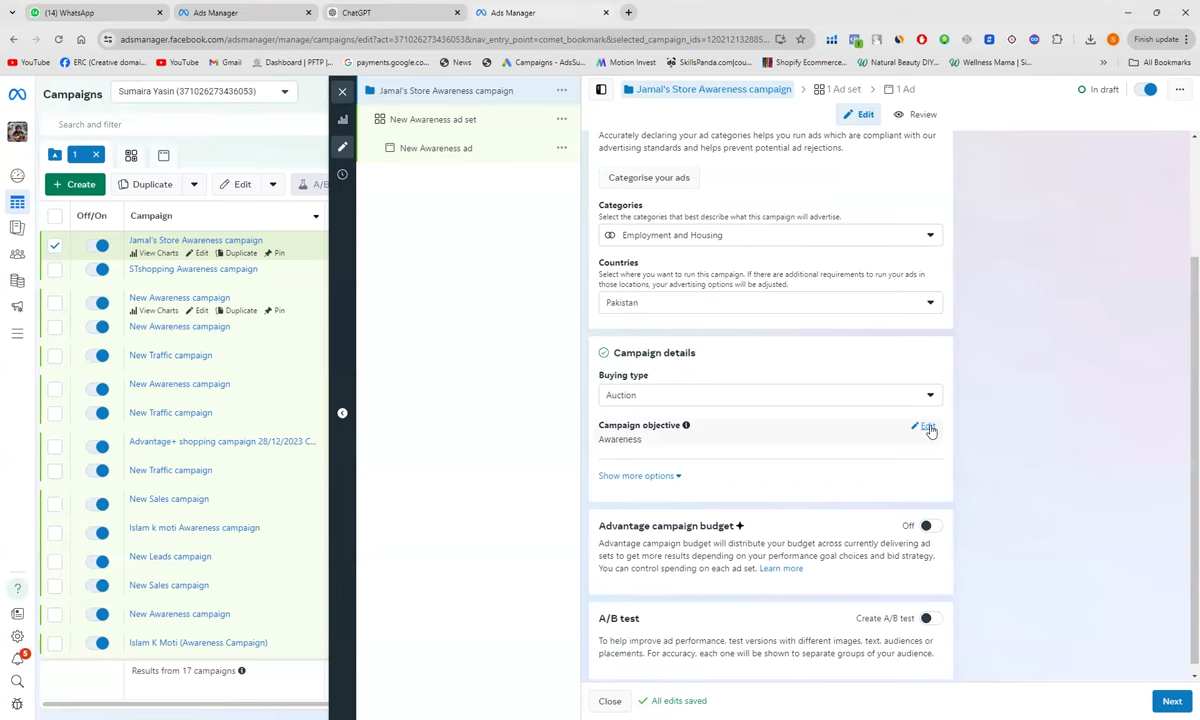 (14) WhatsApp
Ads Manager
ChatGPT
Ads Manager
adsmanager.facebook.com/adsmanager/manage/campaigns/edit?act=371026273436053&nav_entry_point=comet_bookmark&selected_campaign_ids=120212132885...
Finish update
YouTube
ERC (Creative domai...
YouTube
Gmail
Dashboard | PFTP |...
payments.google.co...
News
Campaigns - AdsSu...
Motion Invest
SkillsPanda.com|cou...
Shopify Ecommerce...
Natural Beauty DIY...
Wellness Mama | Si...
All Bookmarks
Campaigns
Sumaira Yasin (371026273436053)
Search and filter
1
Create
Duplicate
Edit
A/B
Off/On
Campaign
Jamal's Store Awareness campaign
View Charts Edit Duplicate Pin
STshopping Awareness campaign
New Awareness campaign
View Charts Edit Duplicate Pin
New Awareness campaign
New Traffic campaign
New Awareness campaign
New Traffic campaign
Advantage+ shopping campaign 28/12/2023 C...
New Traffic campaign
New Sales campaign
Islam k moti Awareness campaign
New Leads campaign
New Sales campaign
New Awareness campaign
Islam K Moti (Awareness Campaign)
Results from 17 campaigns
5
Jamal's Store Awareness campaign
New Awareness ad set
New Awareness ad
Jamal's Store Awareness campaign
1 Ad set
1 Ad
In draft
Edit
Review
Accurately declaring your ad categories helps you run ads which are compliant with our
advertising standards and helps prevent potential ad rejections.
Categorise your ads
Categories
Select the categories that best describe what this campaign will advertise.
Employment and Housing
Countries
Select where you want to run this campaign. If there are additional requirements to run your ads in
those locations, your advertising options will be adjusted.
Pakistan
Campaign details
Buying type
Auction
Campaign objective
Edit
Awareness
Show more options
Advantage campaign budget
Off
Advantage campaign budget will distribute your budget across currently delivering ad
sets to get more results depending on your performance goal choices and bid strategy.
You can control spending on each ad set. Learn more
A/B test
Create A/B test
To help improve ad performance, test versions with different images, text, audiences or
placements. For accuracy, each one will be shown to separate groups of your audience.
Close
All edits saved
Next